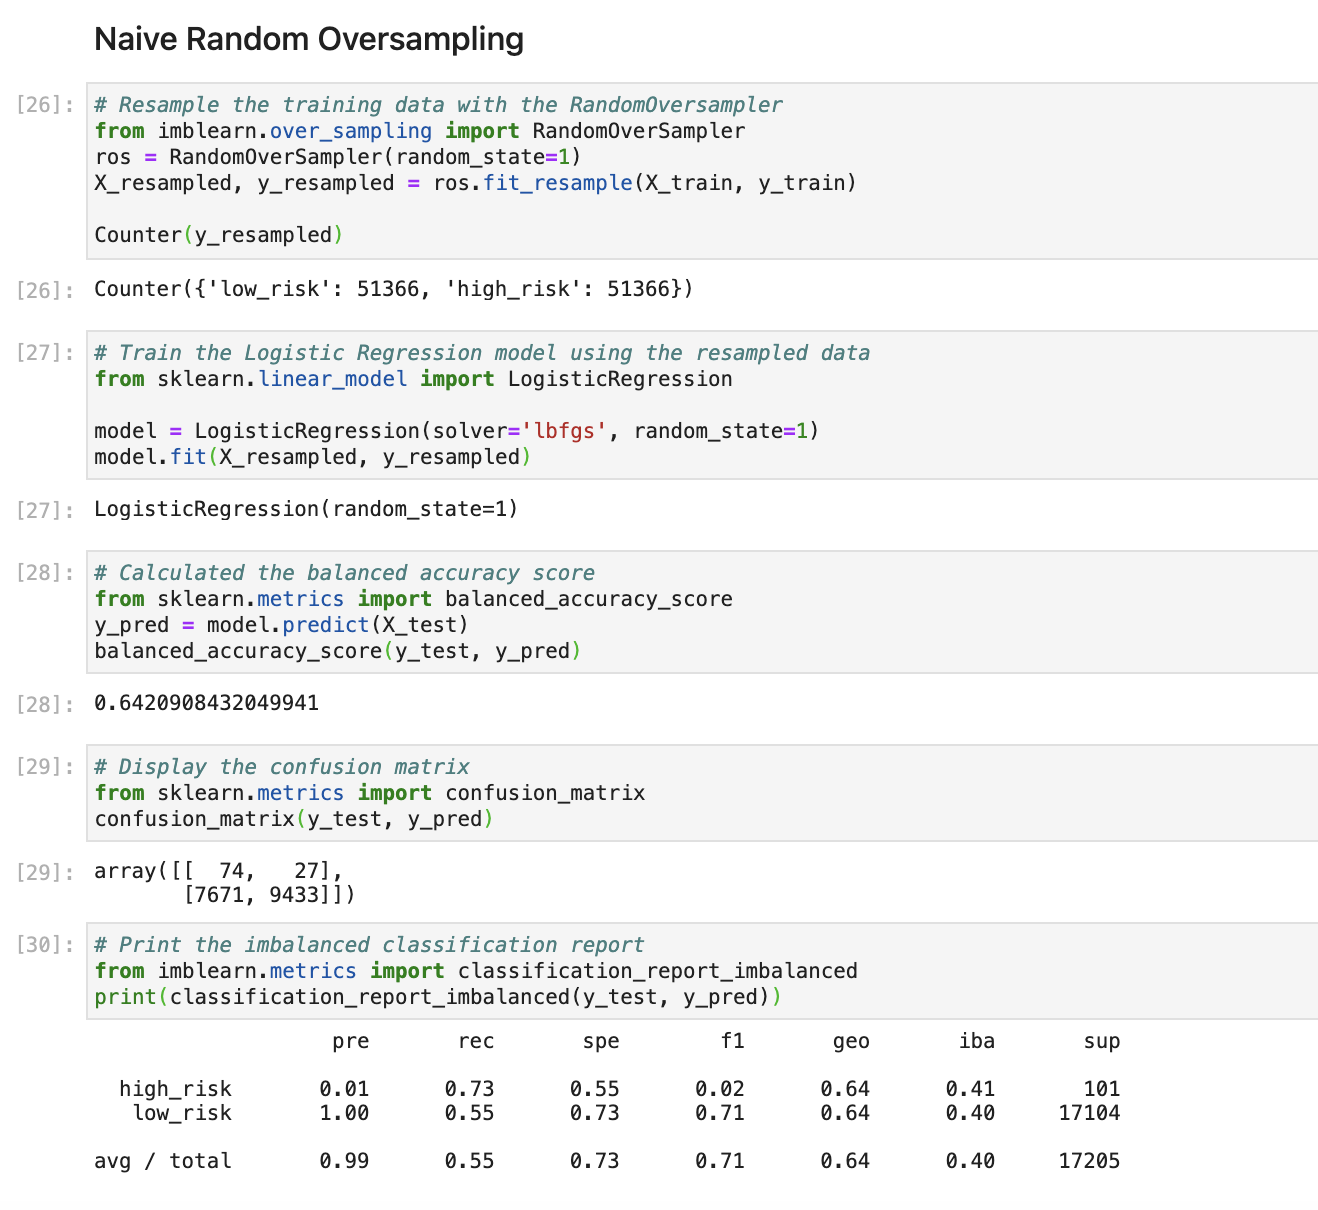 Naive Random Oversampling
[26]: # Resample the training data with the RandomOversampler
from imblearn.over_sampling import RandomOverSampler
ros = RandomOverSampler(random_state=1)
X_resampled, y_resampled = ros.fit_resample(X_train, y_train)
Counter(y_resampled)
[26]: Counter({'low_risk': 51366, 'high_risk': 51366})
[27]: # Train the Logistic Regression model using the resampled data
from sklearn.linear_model import LogisticRegression
model = LogisticRegression(solver='lbfgs', random_state=1)
model.fit(X_resampled, y_resampled)
[27]: LogisticRegression(random_state=1)
[28]: # Calculated the balanced accuracy score
from sklearn.metrics import balanced_accuracy_score
y_pred = model.predict(X_test)
balanced_accuracy_score(y_test, y_pred)
[28]: 0.6420908432049941
[29]: # Display the confusion matrix
from sklearn.metrics import confusion_matrix
confusion_matrix(y_test, y_pred)
[29]: array([[  74,   27],
       [7671, 9433]])
[30]: # Print the imbalanced classification report
from imblearn.metrics import classification_report_imbalanced
print(classification_report_imbalanced(y_test, y_pred))
pre rec spe f1 geo iba sup
high_risk 0.01 0.73 0.55 0.02 0.64 0.41 101
low_risk 1.00 0.55 0.73 0.71 0.64 0.40 17104
avg / total 0.99 0.55 0.73 0.71 0.64 0.40 17205